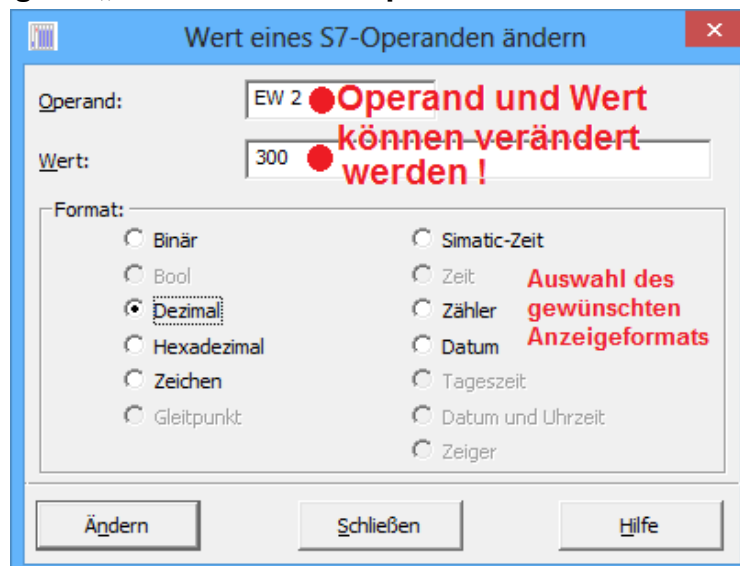 Wert eines S7-Operanden ändern
Operand:
EW 2
Operand und Wert
können verändert
werden !
Wert:
300
Format:
Binär
Simatic-Zeit
Bool
Zeit
Auswahl des
gewünschten
Anzeigeformats
Dezimal
Zähler
Hexadezimal
Datum
Zeichen
Tageszeit
Gleitpunkt
Datum und Uhrzeit
Zeiger
Ändern
Schließen
Hilfe